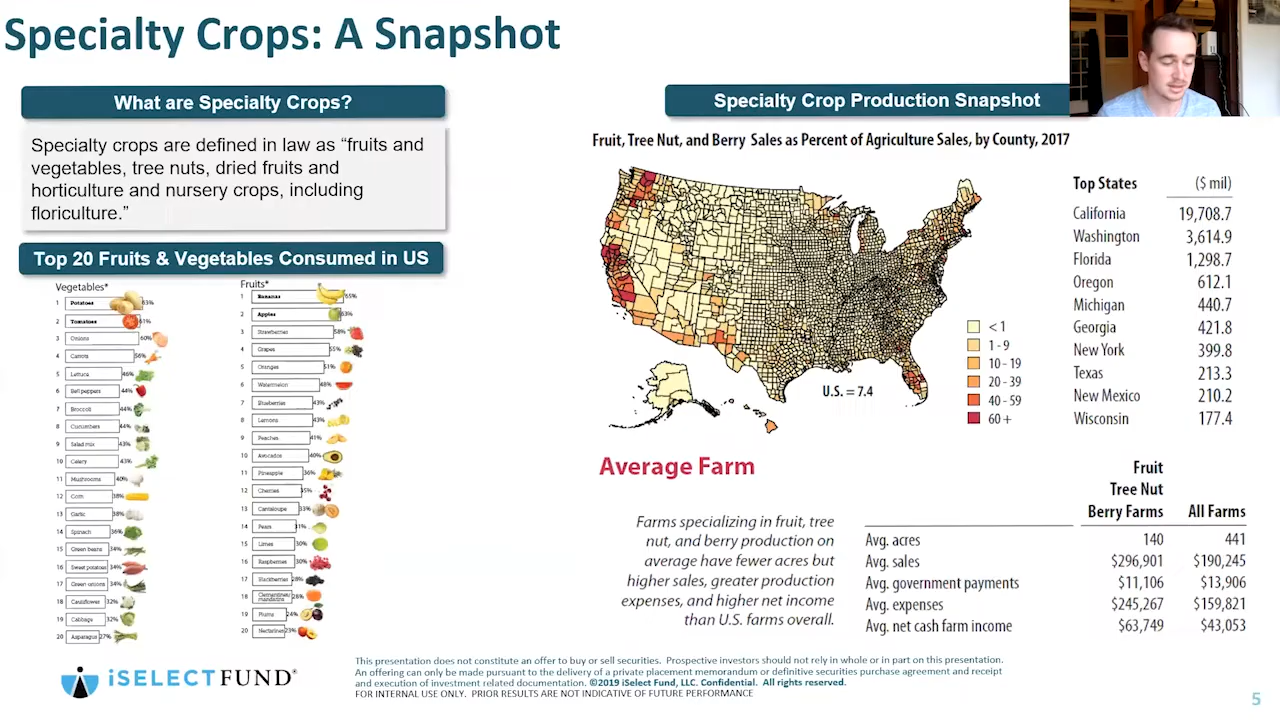 Specialty Crops: A Snapshot
What are Specialty Crops?
Specialty crops are defined in law as “fruits and
vegetables, tree nuts, dried fruits and
horticulture and nursery crops, including
floriculture.”
Top 20 Fruits & Vegetables Consumed in US
Vegetables*
1 Potatoes 63%
2 Tomatoes 61%
3 Onions 60%
4 Carrots 56%
5 Lettuce 46%
6 Bell peppers 44%
7 Broccoli 44%
8 Cucumbers 44%
9 Salad mix 43%
10 Celery 43%
11 Mushrooms 40%
12 Corn 38%
13 Garlic 38%
14 Spinach 36%
15 Green beans 34%
16 Sweet potatoes 34%
17 Green onions 34%
18 Cauliflower 32%
19 Cabbage 32%
20 Asparagus 27%
Fruits*
1 Bananas 65%
2 Apples 63%
3 Strawberries 58%
4 Grapes 55%
5 Oranges 51%
6 Watermelon 48%
7 Blueberries 43%
8 Lemons 43%
9 Peaches 41%
10 Avocados 40%
11 Pineapple 36%
12 Cherries 35%
13 Cantaloupe 33%
14 Pears 31%
15 Limes 30%
16 Raspberries 30%
17 Blackberries 28%
18 Clementines/
mandarins 28%
19 Plums 24%
20 Nectarines 23%
Specialty Crop Production Snapshot
Fruit, Tree Nut, and Berry Sales as Percent of Agriculture Sales, by County, 2017
U.S. = 7.4
< 1
1 - 9
10 - 19
20 - 39
40 - 59
60 +
Top States ($ mil)
California 19,708.7
Washington 3,614.9
Florida 1,298.7
Oregon 612.1
Michigan 440.7
Georgia 421.8
New York 399.8
Texas 213.3
New Mexico 210.2
Wisconsin 177.4
Average Farm
Farms specializing in fruit, tree
nut, and berry production on
average have fewer acres but
higher sales, greater production
expenses, and higher net income
than U.S. farms overall.
Fruit
Tree Nut
Berry Farms All Farms
Avg. acres 140 441
Avg. sales $296,901 $190,245
Avg. government payments $11,106 $13,906
Avg. expenses $245,267 $159,821
Avg. net cash farm income $63,749 $43,053
iSELECTFUND®
This presentation does not constitute an offer to buy or sell securities. Prospective investors should not rely in whole or in part on this presentation.
An offering can only be made pursuant to the delivery of a private placement memorandum or definitive securities purchase agreement and receipt
and execution of investment related documentation. ©2019 iSelect Fund, LLC. Confidential. All rights reserved.
FOR INTERNAL USE ONLY. PRIOR RESULTS ARE NOT INDICATIVE OF FUTURE PERFORMANCE
5